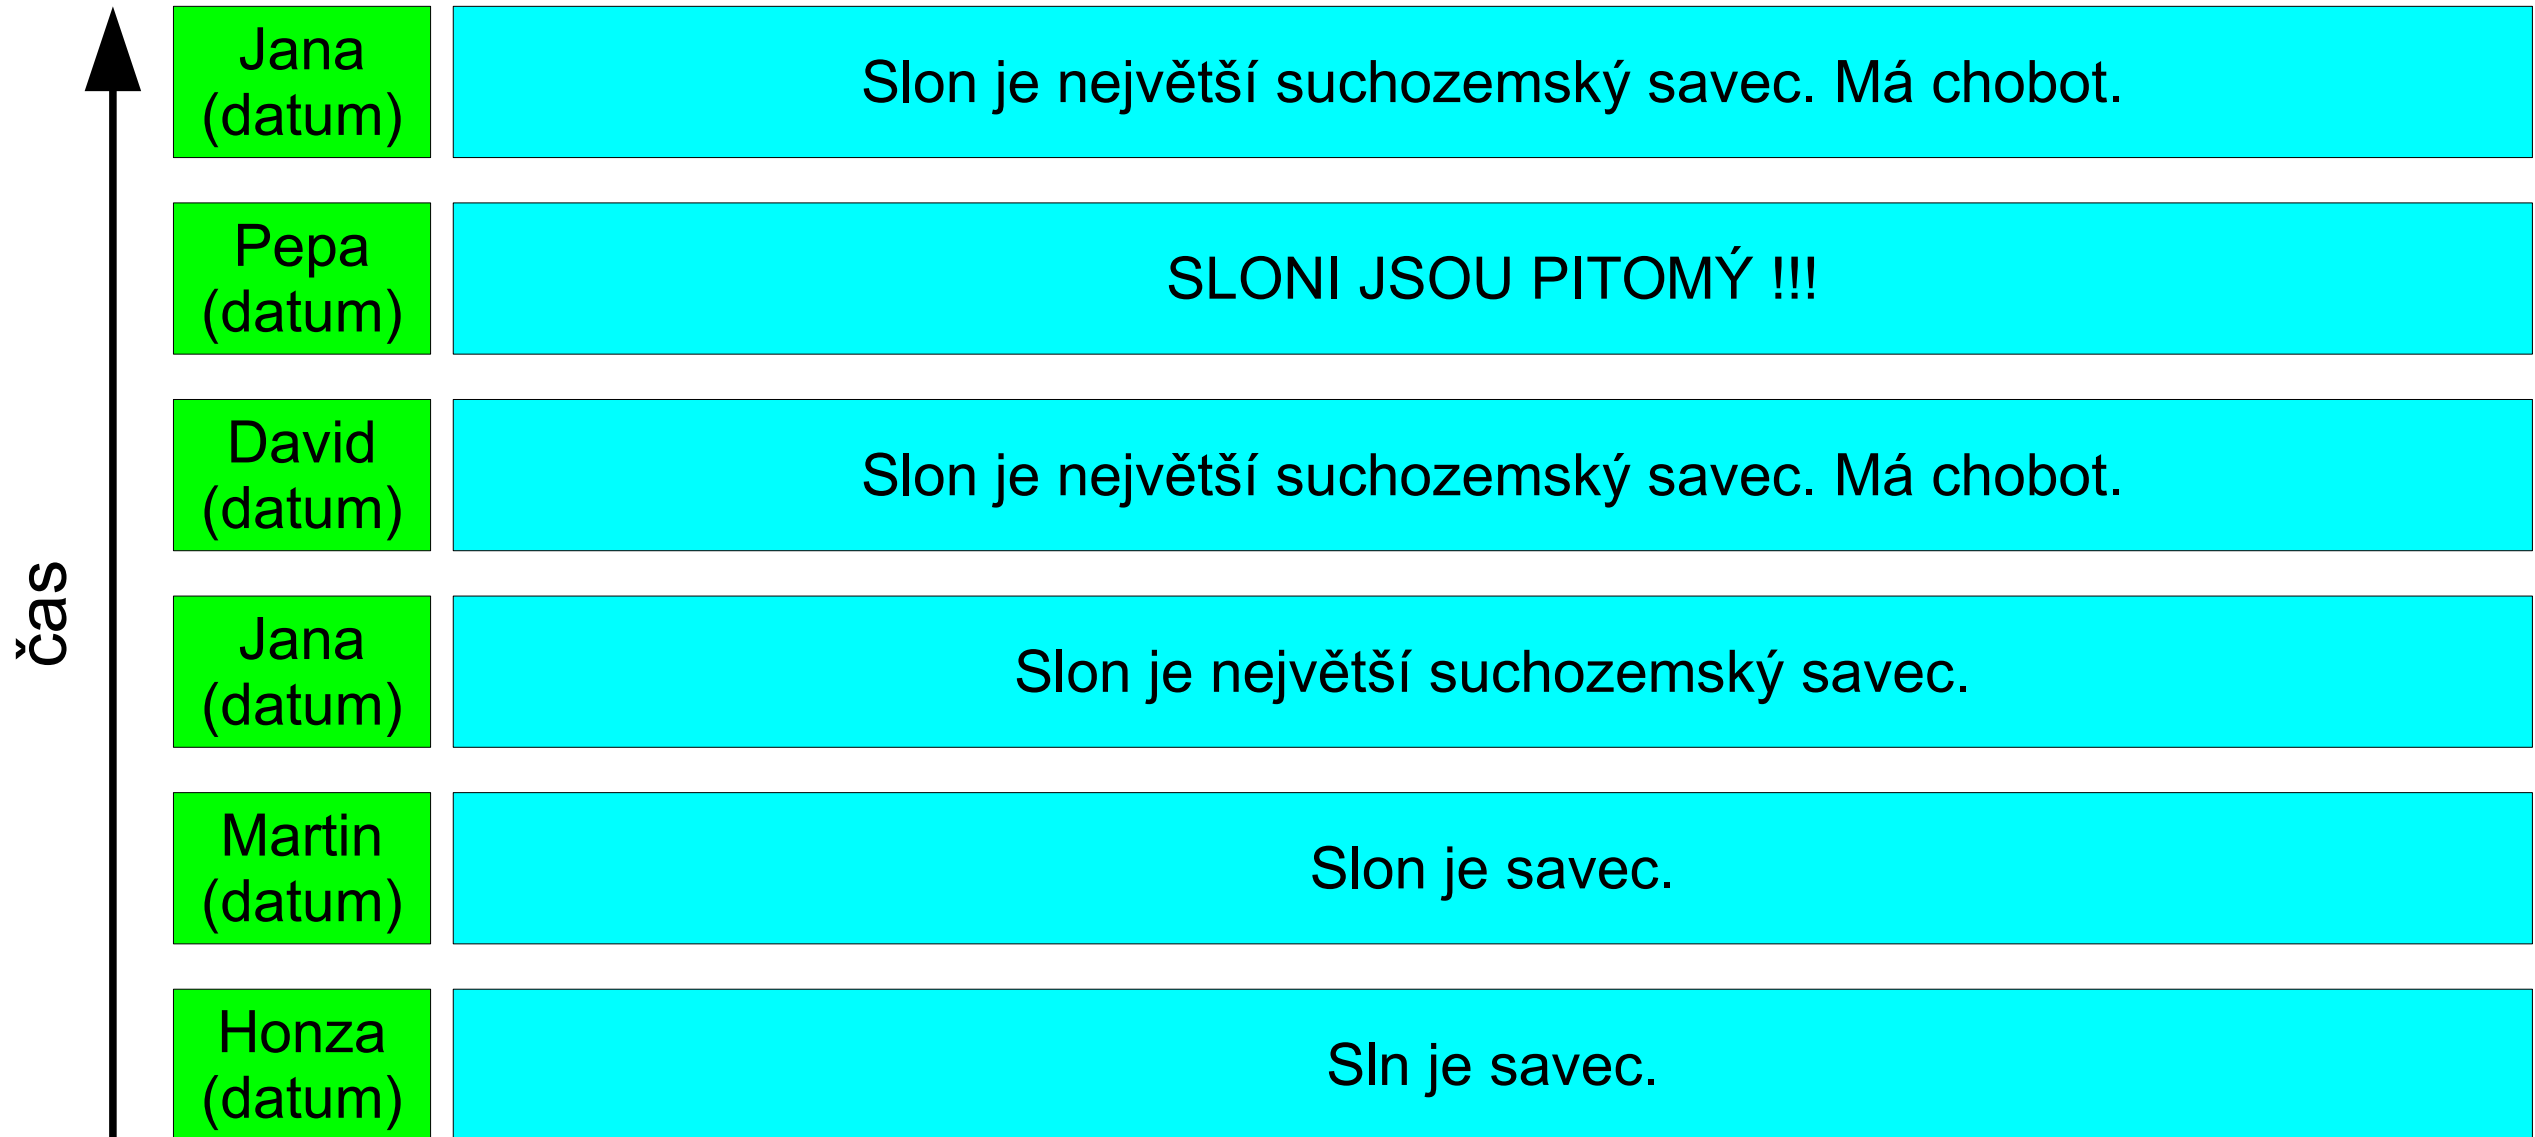 čas
Jana
(datum)
Slon je největší suchozemský savec. Má chobot.
Pepa
(datum)
SLONI JSOU PITOMÝ !!!
David
(datum)
Slon je největší suchozemský savec. Má chobot.
Jana
(datum)
Slon je největší suchozemský savec.
Martin
(datum)
Slon je savec.
Honza
(datum)
Sln je savec.